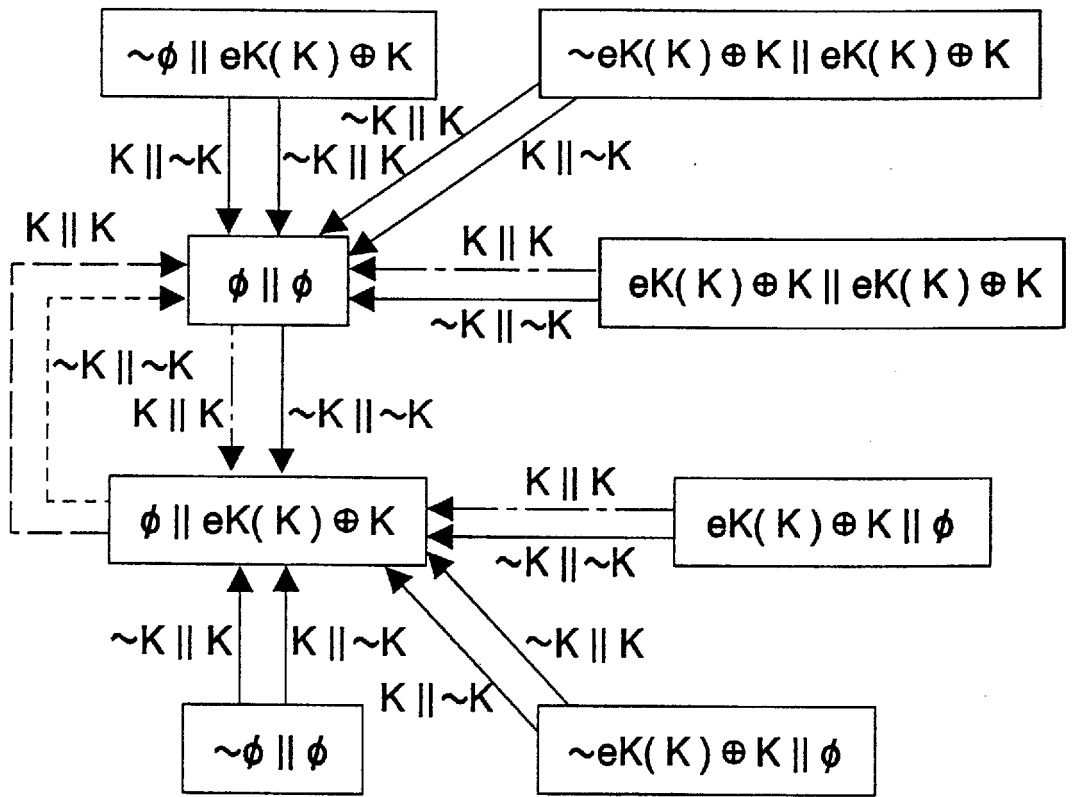 ~ϕ || eK( K ) ⊕ K
~eK( K ) ⊕ K || eK( K ) ⊕ K
~K || K
K || ~K
~K || K
K || ~K
K || K
K || K
ϕ || ϕ
eK( K ) ⊕ K || eK( K ) ⊕ K
~K || ~K
~K || ~K
K || K
~K || ~K
K || K
ϕ || eK( K ) ⊕ K
eK( K ) ⊕ K || ϕ
~K || ~K
~K || K
K || ~K
~K || K
K || ~K
~ϕ || ϕ
~eK( K ) ⊕ K || ϕ